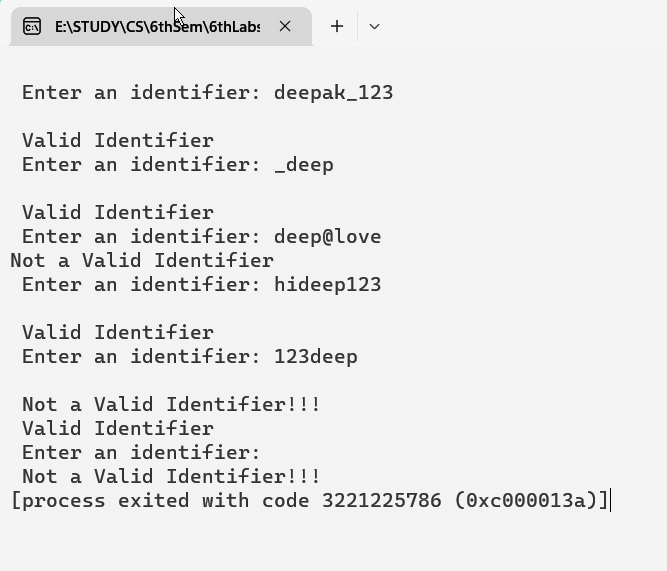 E:\STUDY\CS\6thSem\6thLabs
Enter an identifier: deepak_123
Valid Identifier
Enter an identifier: _deep
Valid Identifier
Enter an identifier: deep@love
Not a Valid Identifier
Enter an identifier: hideep123
Valid Identifier
Enter an identifier: 123deep
Not a Valid Identifier!!!
Valid Identifier
Enter an identifier:
Not a Valid Identifier!!!
[process exited with code 3221225786 (0xc000013a)]